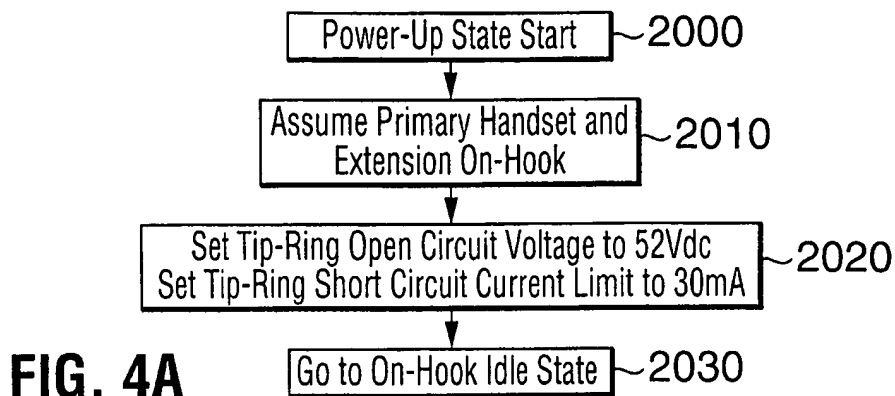 Power-Up State Start 2000
Assume Primary Handset and
Extension On-Hook 2010
Set Tip-Ring Open Circuit Voltage to 52Vdc
Set Tip-Ring Short Circuit Current Limit to 30mA 2020
Go to On-Hook Idle State 2030
FIG. 4A